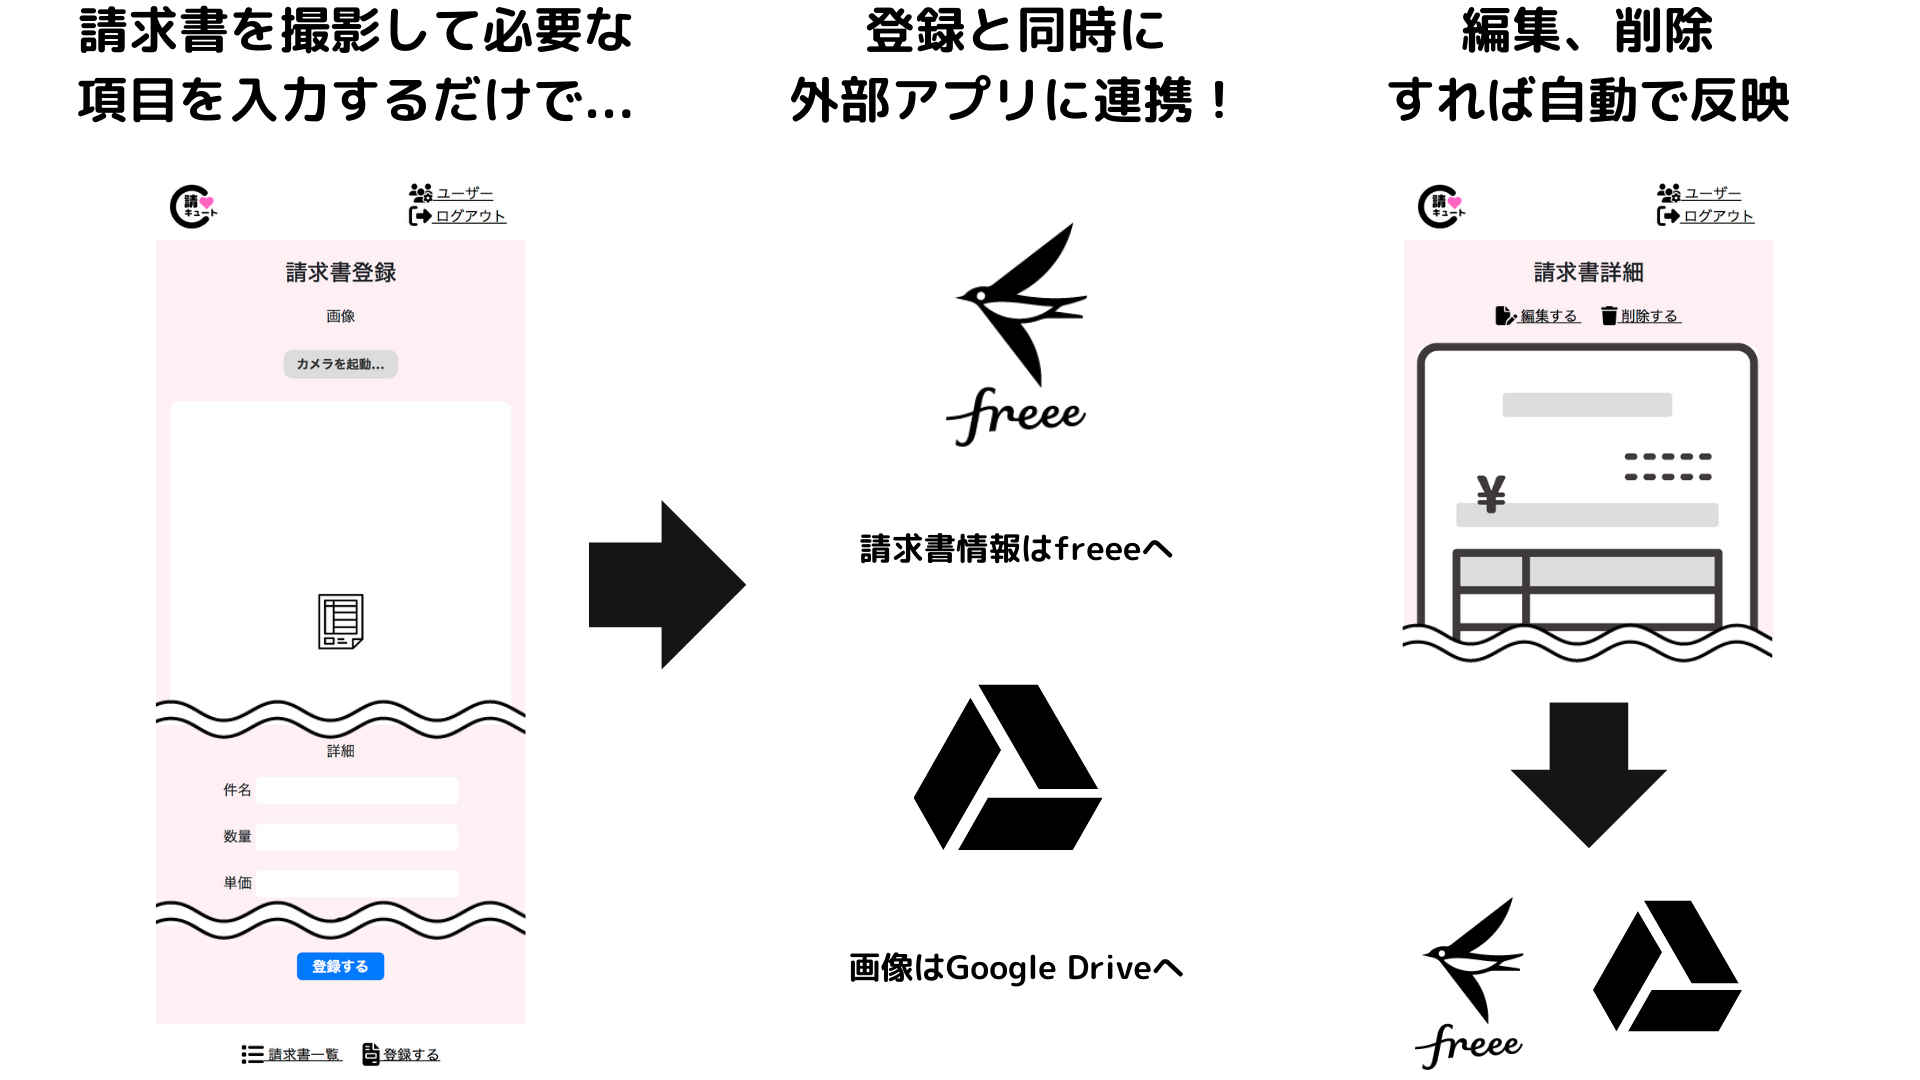 請求書を撮影して必要な
項目を入力するだけで...
請
キュート
ユーザー
ログアウト
請求書登録
画像
カメラを起動...
詳細
件名
数量
単価
登録する
請求書一覧
登録する
登録と同時に
外部アプリに連携！
freee
請求書情報はfreeeへ
画像はGoogle Driveへ
編集、削除
すれば自動で反映
請
キュート
ユーザー
ログアウト
請求書詳細
編集する
削除する
¥
freee